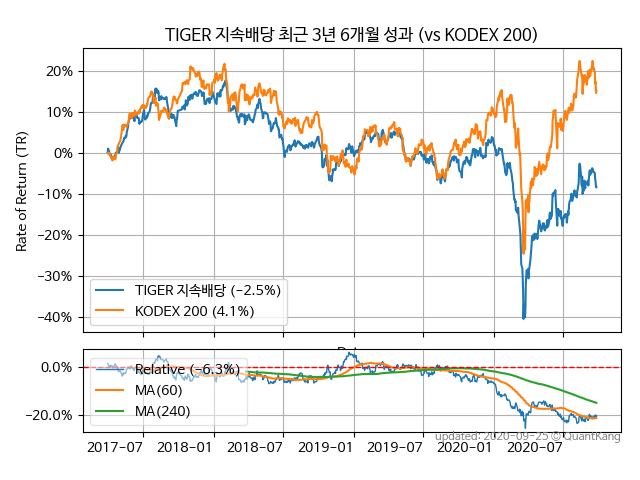 TIGER 지속배당 최근 3년 6개월 성과 (vs KODEX 200)
20%
10%
0%
−10%
−20%
−30%
−40%
Rate of Return (TR)
TIGER 지속배당 (−2.5%)
KODEX 200 (4.1%)
0.0%
−20.0%
Relative (−6.3%)
MA(60)
MA(240)
updated: 2020-09-25 © QuantKang
2017-07
2018-01
2018-07
2019-01
2019-07
2020-01
2020-07